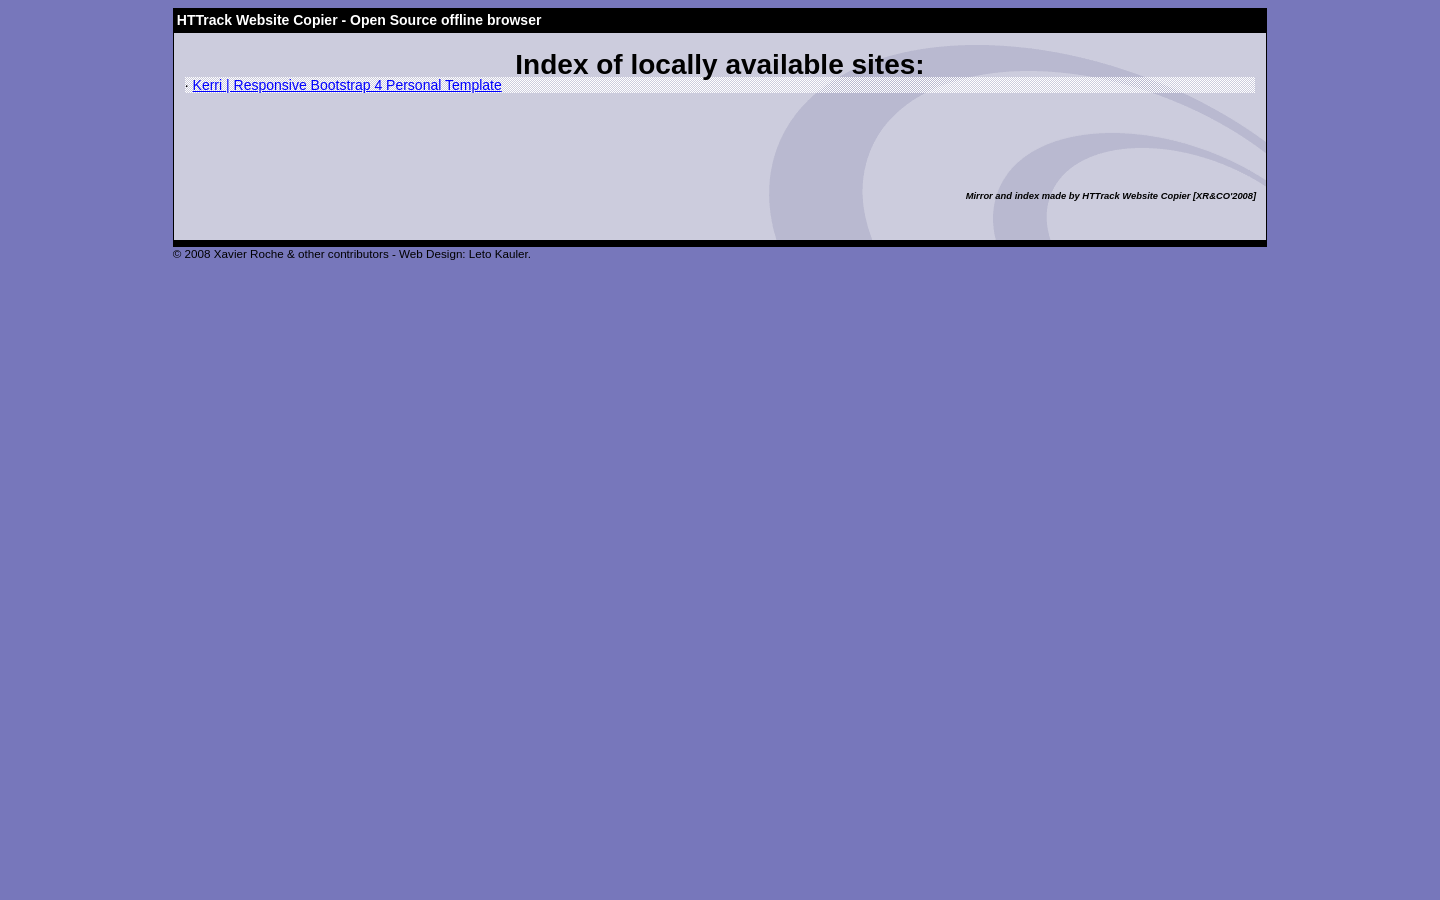 HTTrack Website Copier - Open Source offline browser
Index of locally available sites:
· Kerri | Responsive Bootstrap 4 Personal Template
Mirror and index made by HTTrack Website Copier [XR&CO'2008]
© 2008 Xavier Roche & other contributors - Web Design: Leto Kauler.